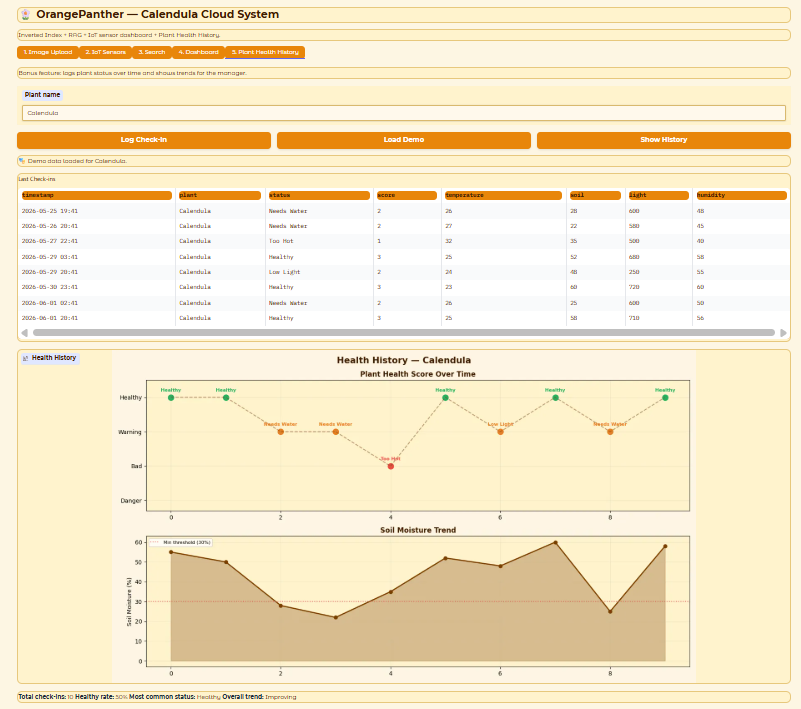 OrangePanther — Calendula Cloud System
Inverted Index • RAG • IoT sensor dashboard • Plant Health History.
1. Image Upload 2. IoT Sensors 3. Search 4. Dashboard 5. Plant Health History
Bonus feature: logs plant status over time and shows trends for the manager.
Plant name
Calendula
Log Check-In Load Demo Show History
Demo data loaded for Calendula.
Last Check-ins
timestamp plant status score temperature soil light humidity
2026-05-25 19:41 Calendula Needs Water 2 26 28 600 48
2026-05-26 20:41 Calendula Needs Water 2 27 22 580 45
2026-05-27 22:41 Calendula Too Hot 1 32 35 500 40
2026-05-29 03:41 Calendula Healthy 3 25 52 680 58
2026-05-29 20:41 Calendula Low Light 2 24 48 250 55
2026-05-30 23:41 Calendula Healthy 3 23 60 720 60
2026-06-01 02:41 Calendula Needs Water 2 26 25 600 50
2026-06-01 20:41 Calendula Healthy 3 25 58 710 56
Health History
Health History — Calendula
Plant Health Score Over Time
Healthy Warning Bad Danger
Healthy Healthy Needs Water Needs Water Too Hot Healthy Low Light Healthy Needs Water Healthy
0 2 4 6 8
Soil Moisture Trend
Min threshold (30%)
Soil Moisture (%)
60 50 40 30 20 10 0
0 2 4 6 8
Total check-ins: 10 Healthy rate: 50% Most common status: Healthy Overall trend: Improving